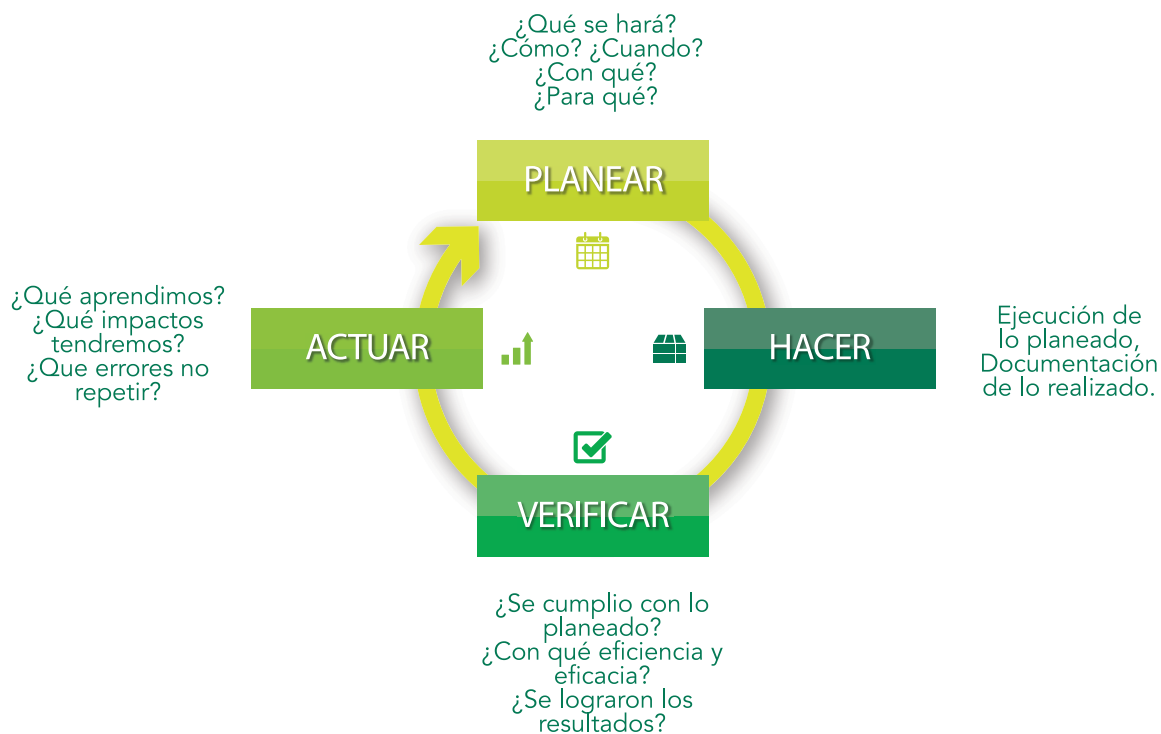 ¿Qué se hará?
¿Cómo? ¿Cuando?
¿Con qué?
¿Para qué?
PLANEAR
¿Qué aprendimos?
¿Qué impactos
tendremos?
¿Que errores no
repetir?
ACTUAR
HACER
Ejecución de
lo planeado,
Documentación
de lo realizado.
VERIFICAR
¿Se cumplio con lo
planeado?
¿Con qué eficiencia y
eficacia?
¿Se lograron los
resultados?